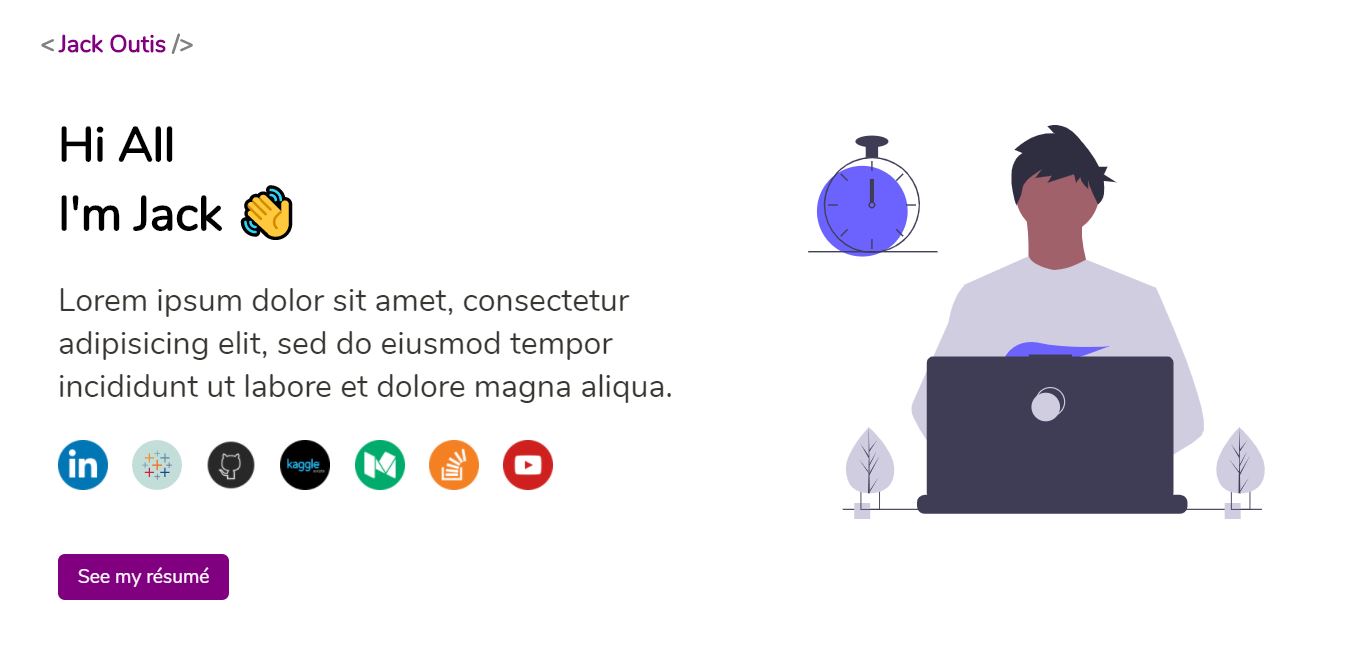 < Jack Outis />
Hi All
I'm Jack 👋
Lorem ipsum dolor sit amet, consectetur
adipisicing elit, sed do eiusmod tempor
incididunt ut labore et dolore magna aliqua.
in
kaggle
See my résumé